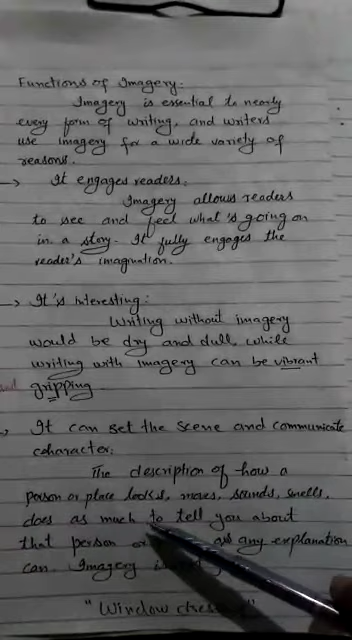 Functions of Imagery:
Imagery is essential to nearly
every form of writing, and writers
use imagery for a wide variety of
reasons.
→ It engages readers:
Imagery allows readers
to see and feel what's going on
in a story. It fully engages the
reader's imagination.
→ It's Interesting:
Writing without imagery
would be dry and dull, while
writing with imagery can be vibrant
and gripping
→ It can set the scene and communicate
character:
The description of how a
person or place looks, moves, sounds, smells,
does as much to tell you about
that person or as any explanation
can. Imagery
"Window